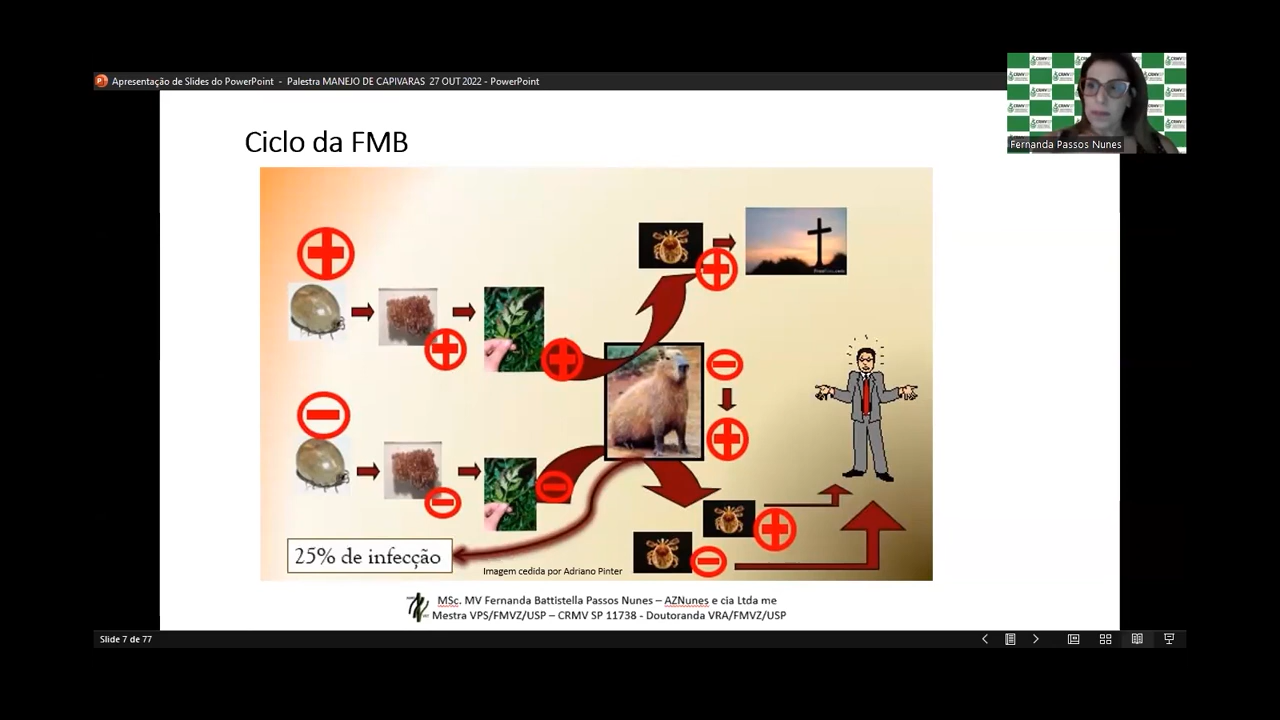 Apresentação de Slides do PowerPoint - Palestra MANEJO DE CAPIVARAS 27 OUT 2022 - PowerPoint
Fernanda Passos Nunes
Ciclo da FMB
25% de infecção
Imagem cedida por Adriano Pinter
MSc. MV Fernanda Battistella Passos Nunes – AZNunes e cia Ltda me
Mestra VPS/FMVZ/USP – CRMV SP 11738 - Doutoranda VRA/FMVZ/USP
Slide 7 de 77